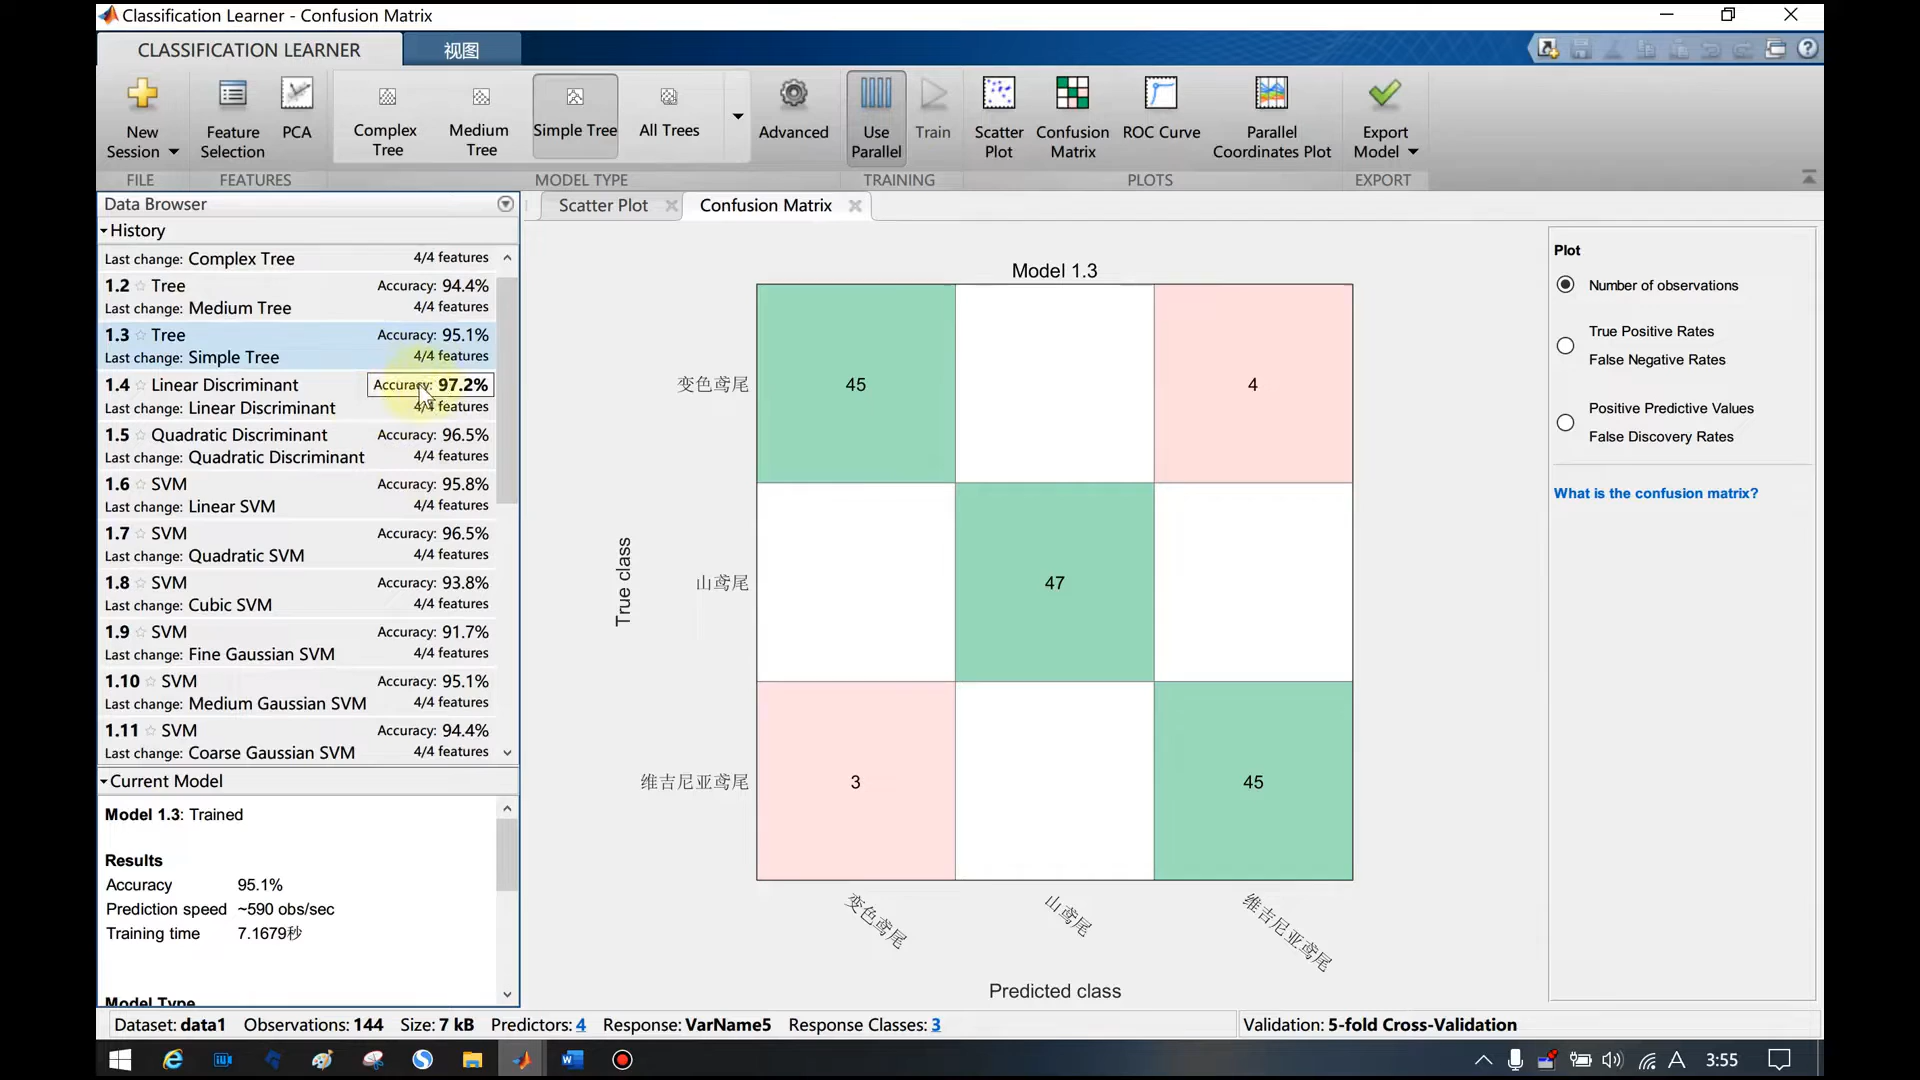 Classification Learner - Confusion Matrix
CLASSIFICATION LEARNER
视图
New Session
Feature Selection
PCA
Complex Tree
Medium Tree
Simple Tree
All Trees
Advanced
Use Parallel
Train
Scatter Plot
Confusion Matrix
ROC Curve
Parallel Coordinates Plot
Export Model
FILE
FEATURES
MODEL TYPE
TRAINING
PLOTS
EXPORT
Data Browser
Scatter Plot
Confusion Matrix
History
Last change: Complex Tree 4/4 features
1.2 Tree Accuracy: 94.4%
Last change: Medium Tree 4/4 features
1.3 Tree Accuracy: 95.1%
Last change: Simple Tree 4/4 features
1.4 Linear Discriminant Accuracy: 97.2%
Last change: Linear Discriminant 4/4 features
1.5 Quadratic Discriminant Accuracy: 96.5%
Last change: Quadratic Discriminant 4/4 features
1.6 SVM Accuracy: 95.8%
Last change: Linear SVM 4/4 features
1.7 SVM Accuracy: 96.5%
Last change: Quadratic SVM 4/4 features
1.8 SVM Accuracy: 93.8%
Last change: Cubic SVM 4/4 features
1.9 SVM Accuracy: 91.7%
Last change: Fine Gaussian SVM 4/4 features
1.10 SVM Accuracy: 95.1%
Last change: Medium Gaussian SVM 4/4 features
1.11 SVM Accuracy: 94.4%
Last change: Coarse Gaussian SVM 4/4 features
Current Model
Model 1.3: Trained
Results
Accuracy 95.1%
Prediction speed ~590 obs/sec
Training time 7.1679秒
Model Type
Model 1.3
True class
变色鸢尾 45 4
山鸢尾 47
维吉尼亚鸢尾 3 45
变色鸢尾
山鸢尾
维吉尼亚鸢尾
Predicted class
Plot
Number of observations
True Positive Rates
False Negative Rates
Positive Predictive Values
False Discovery Rates
What is the confusion matrix?
Dataset: data1 Observations: 144 Size: 7 kB Predictors: 4 Response: VarName5 Response Classes: 3
Validation: 5-fold Cross-Validation
3:55